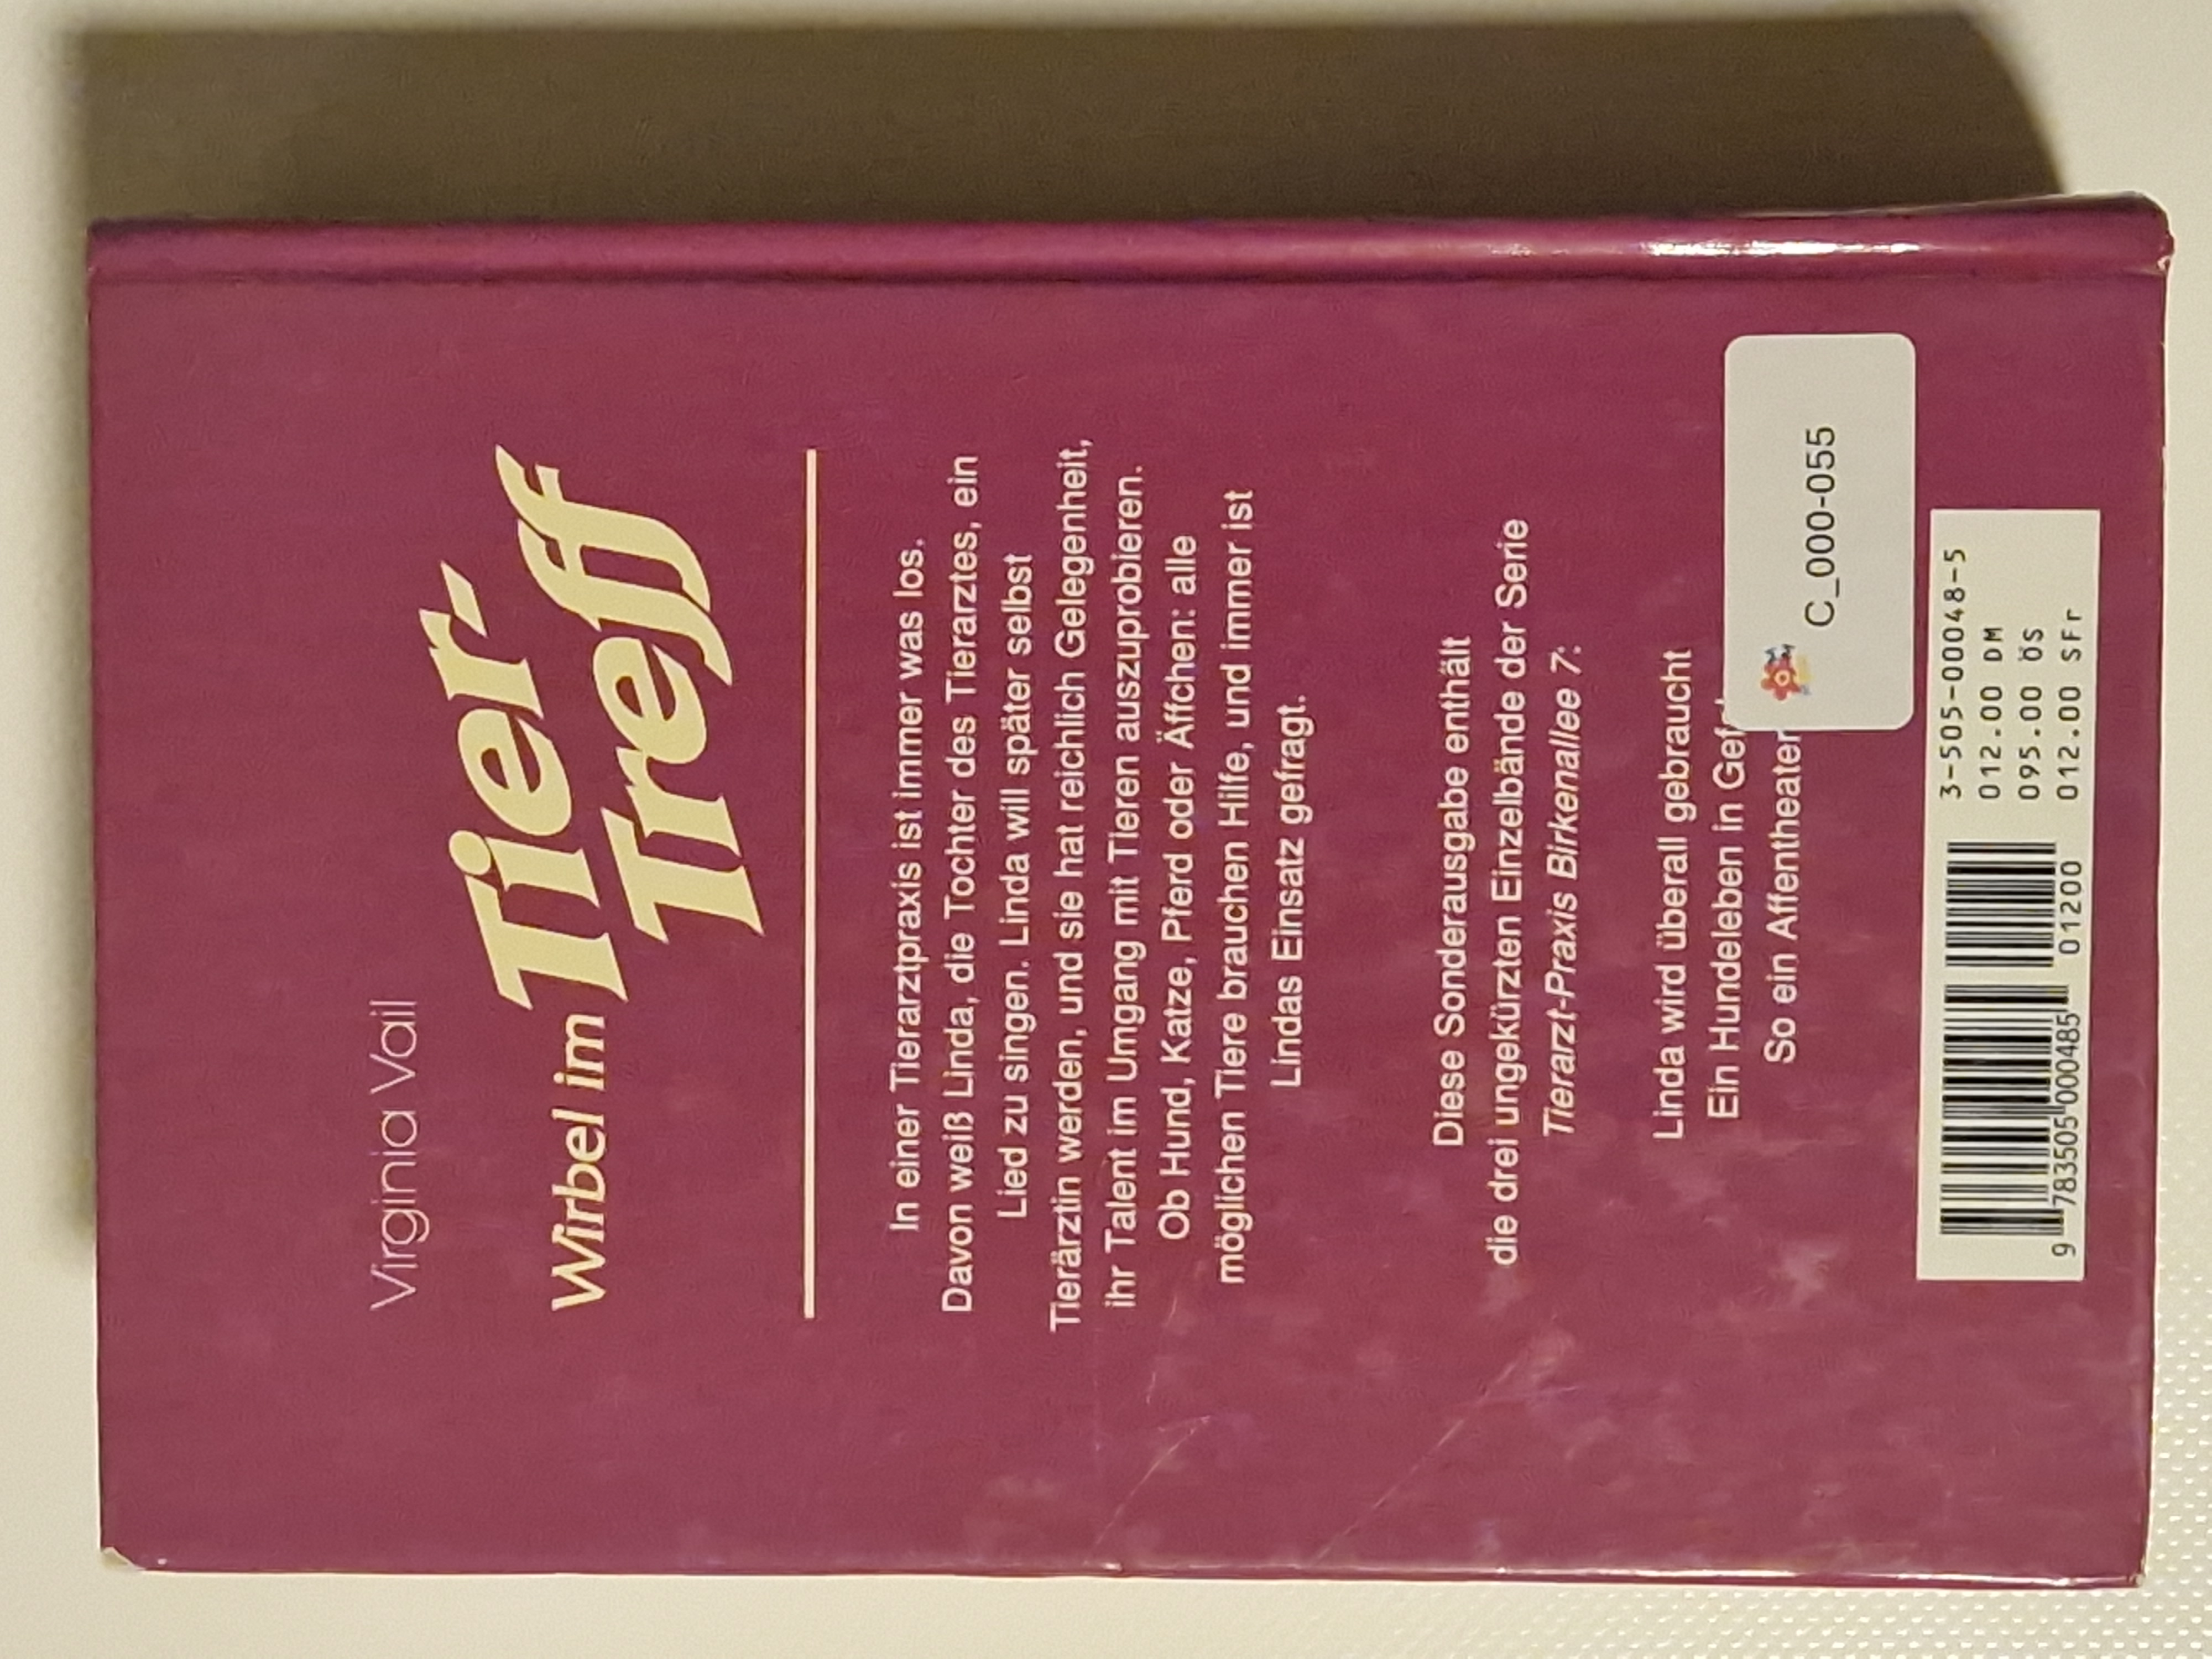 Virginia Vail
Wirbel im Tier-
Treff
In einer Tierarztpraxis ist immer was los.
Davon weiß Linda, die Tochter des Tierarztes, ein
Lied zu singen. Linda will später selbst
Tierärztin werden, und sie hat reichlich Gelegenheit,
ihr Talent im Umgang mit Tieren auszuprobieren.
Ob Hund, Katze, Pferd oder Äffchen: alle
möglichen Tiere brauchen Hilfe, und immer ist
Lindas Einsatz gefragt.
Diese Sonderausgabe enthält
die drei ungekürzten Einzelbände der Serie
Tierarzt-Praxis Birkenallee 7:
Linda wird überall gebraucht
Ein Hundeleben in
So ein Affentheater
C_000-055
3-505-00048-5
012.00 DM
095.00 ÖS
012.00 SFr
9 783505 000485 01200